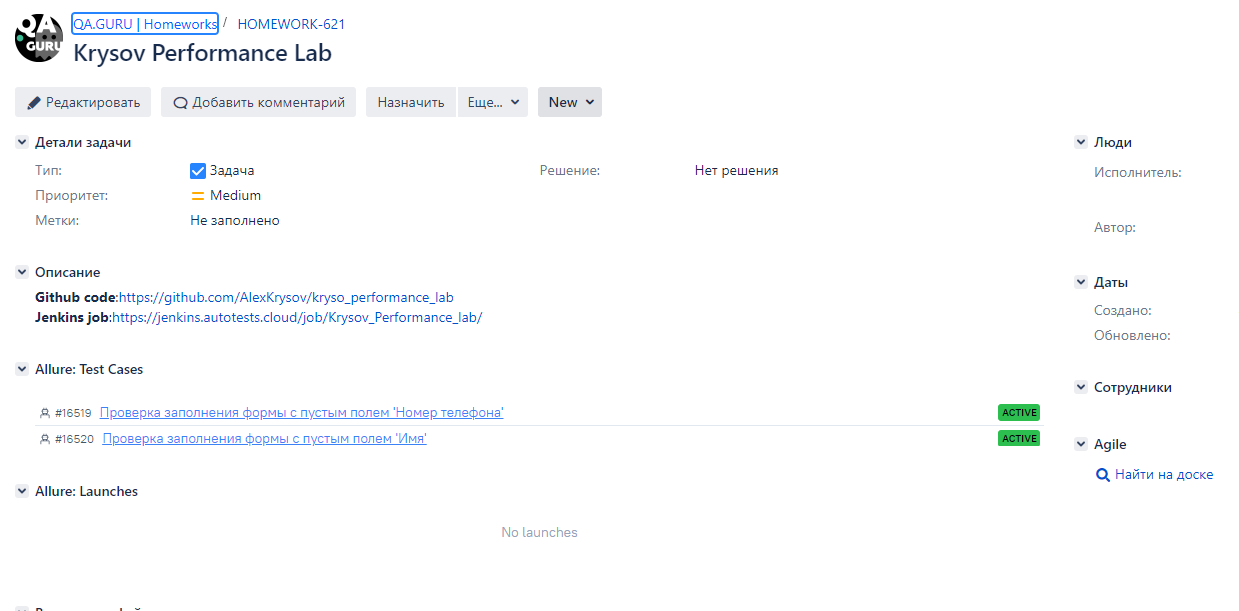 QA
GURU
QA.GURU | Homeworks / HOMEWORK-621
Krysov Performance Lab
Редактировать Добавить комментарий Назначить Еще... New
Детали задачи
Тип: Задача Решение: Нет решения
Приоритет: Medium
Метки: Не заполнено
Описание
Github code:https://github.com/AlexKrysov/kryso_performance_lab
Jenkins job:https://jenkins.autotests.cloud/job/Krysov_Performance_lab/
Allure: Test Cases
#16519 Проверка заполнения формы с пустым полем 'Номер телефона' ACTIVE
#16520 Проверка заполнения формы с пустым полем 'Имя' ACTIVE
Allure: Launches
No launches
Люди
Исполнитель:
Автор:
Даты
Создано:
Обновлено:
Сотрудники
Agile
Найти на доске